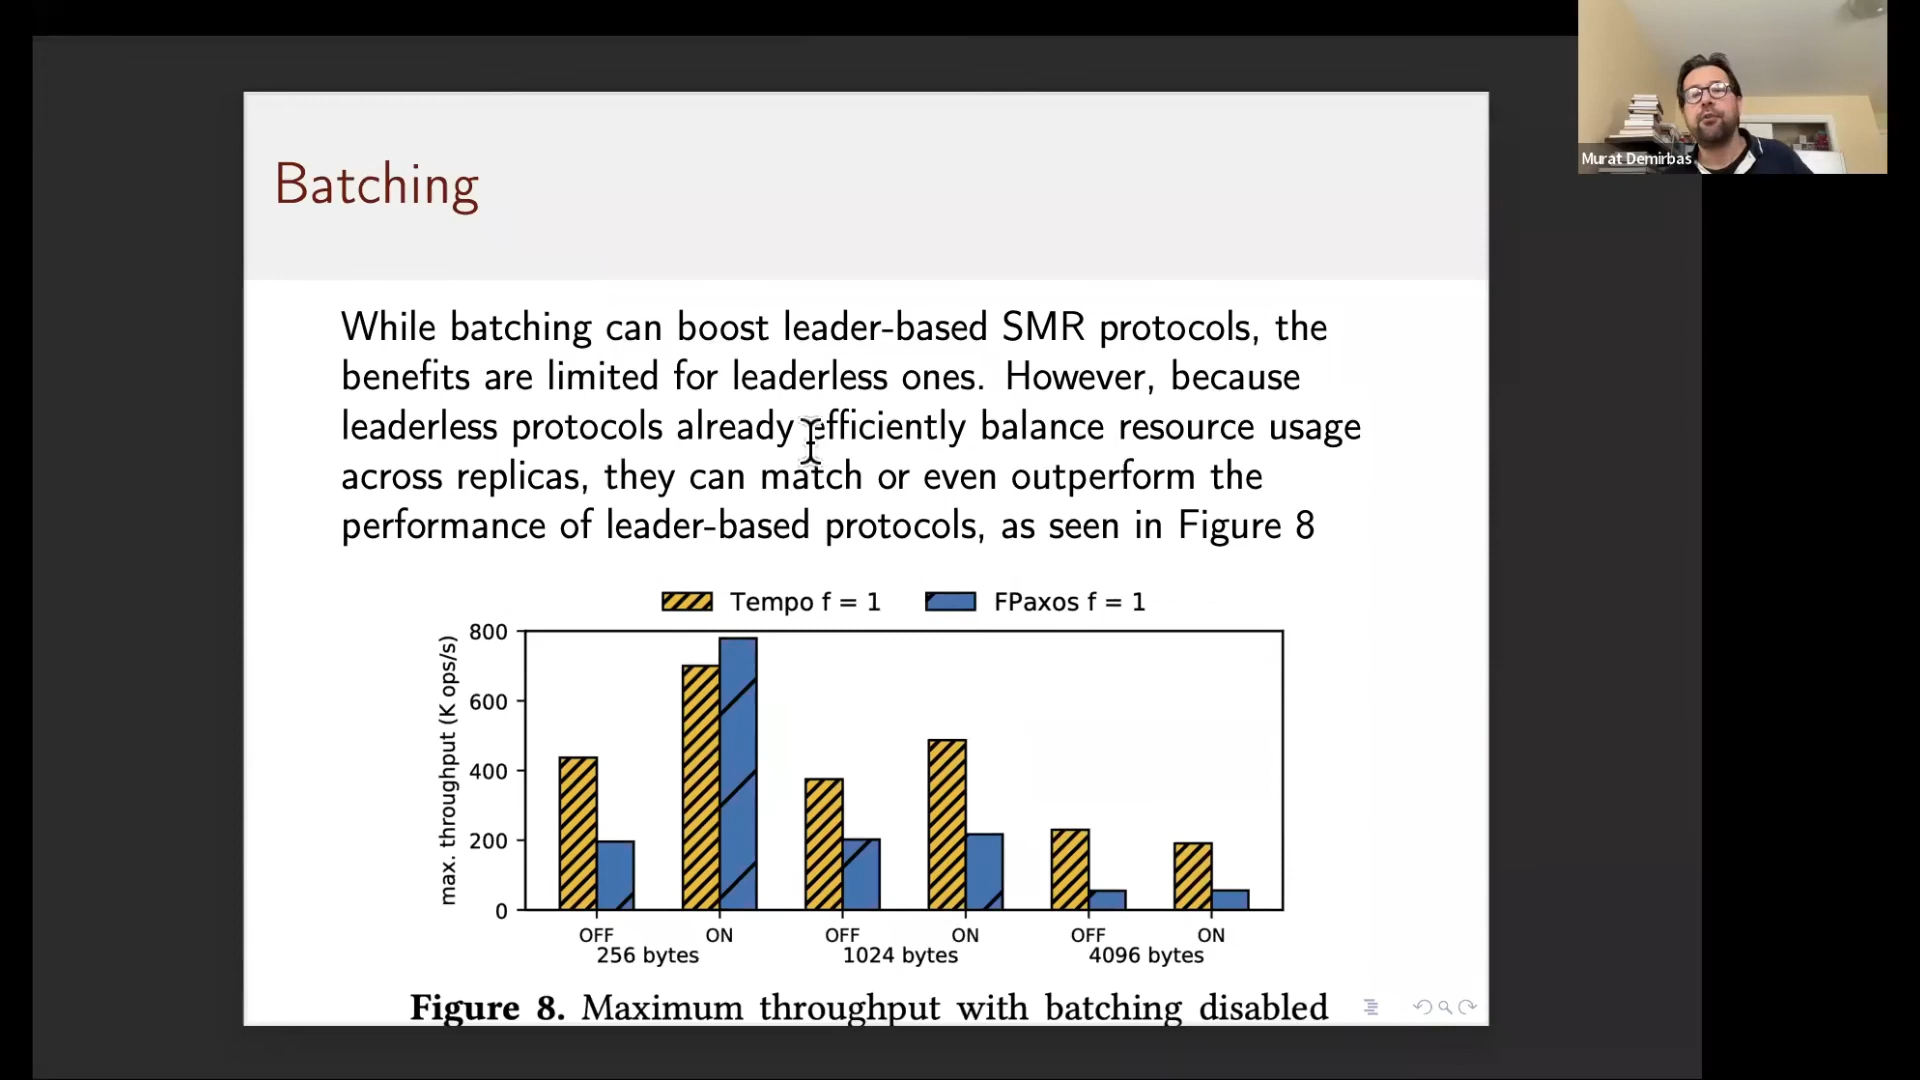 Murat Demirbas
Batching
While batching can boost leader-based SMR protocols, the
benefits are limited for leaderless ones. However, because
leaderless protocols already efficiently balance resource usage
across replicas, they can match or even outperform the
performance of leader-based protocols, as seen in Figure 8
Tempo f = 1 FPaxos f = 1
max. throughput (K ops/s)
800
600
400
200
0
OFF ON OFF ON OFF ON
256 bytes 1024 bytes 4096 bytes
Figure 8. Maximum throughput with batching disabled